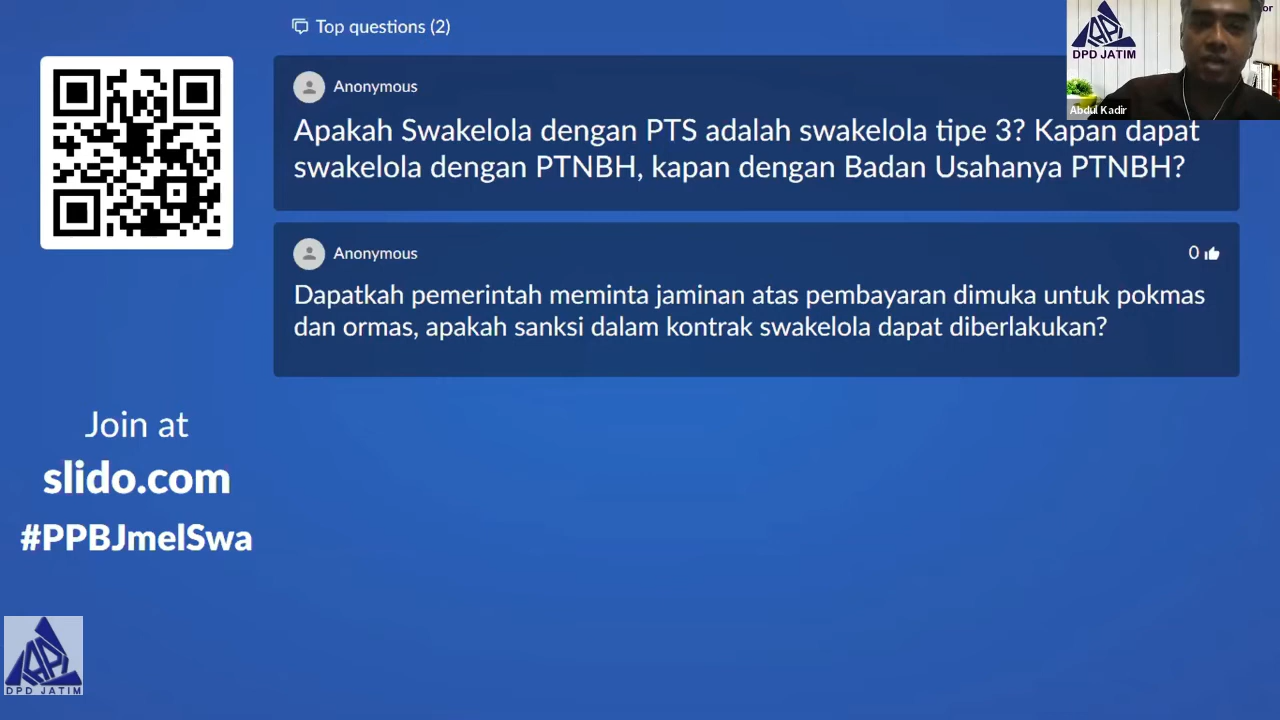 Top questions (2)
Anonymous
Apakah Swakelola dengan PTS adalah swakelola tipe 3? Kapan dapat
swakelola dengan PTNBH, kapan dengan Badan Usahanya PTNBH?
Anonymous
0
Dapatkah pemerintah meminta jaminan atas pembayaran dimuka untuk pokmas
dan ormas, apakah sanksi dalam kontrak swakelola dapat diberlakukan?
Join at
slido.com
#PPBJmelSwa
DPD JATIM
Abdul Kadir
DPD JATIM